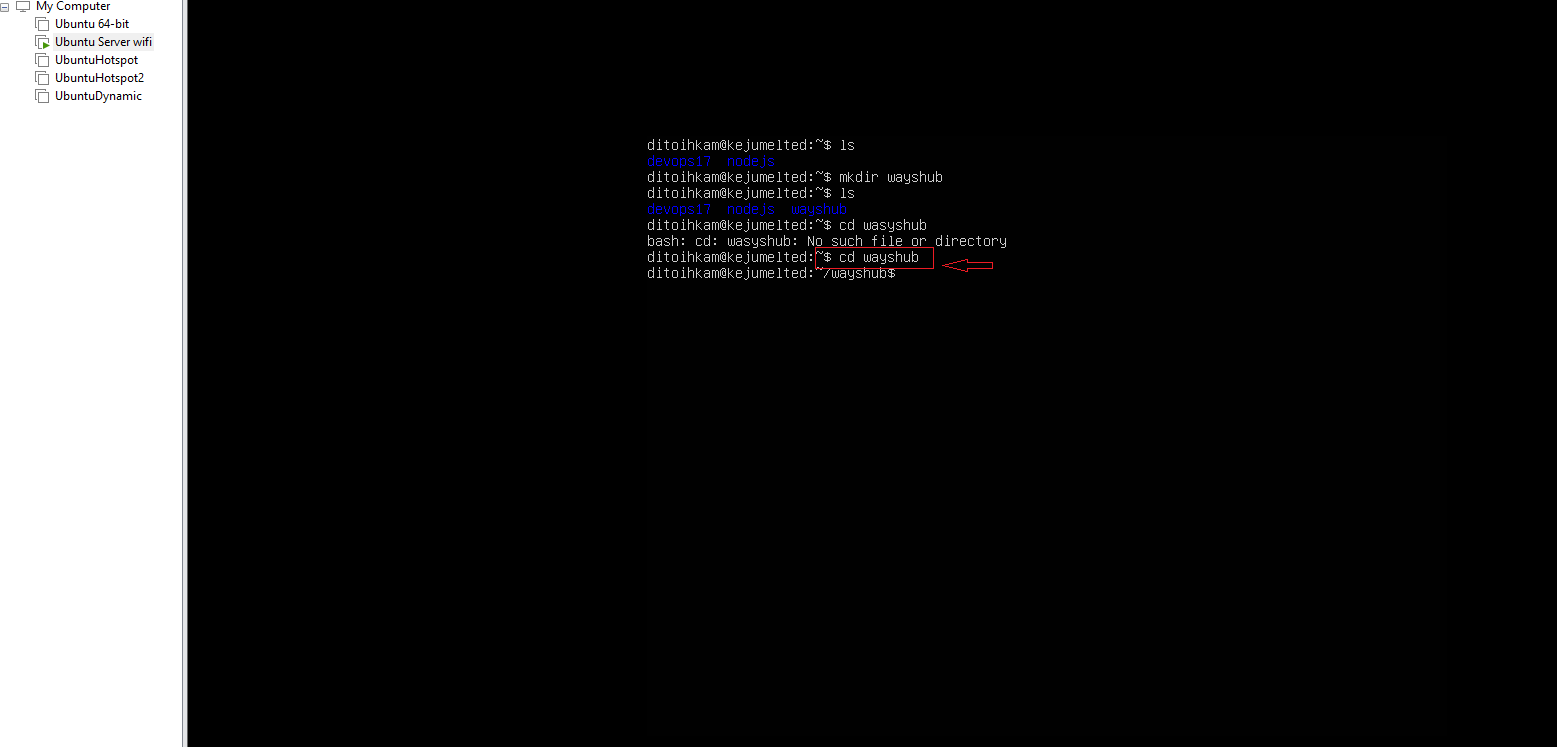 My Computer
Ubuntu 64-bit
Ubuntu Server wifi
UbuntuHotspot
UbuntuHotspot2
UbuntuDynamic
ditoihkam@kejumelted:~$ ls
devops17  nodejs
ditoihkam@kejumelted:~$ mkdir wayshub
ditoihkam@kejumelted:~$ ls
devops17  nodejs  wayshub
ditoihkam@kejumelted:~$ cd wasyshub
bash: cd: wasyshub: No such file or directory
ditoihkam@kejumelted:~$ cd wayshub
ditoihkam@kejumelted:~/wayshub$